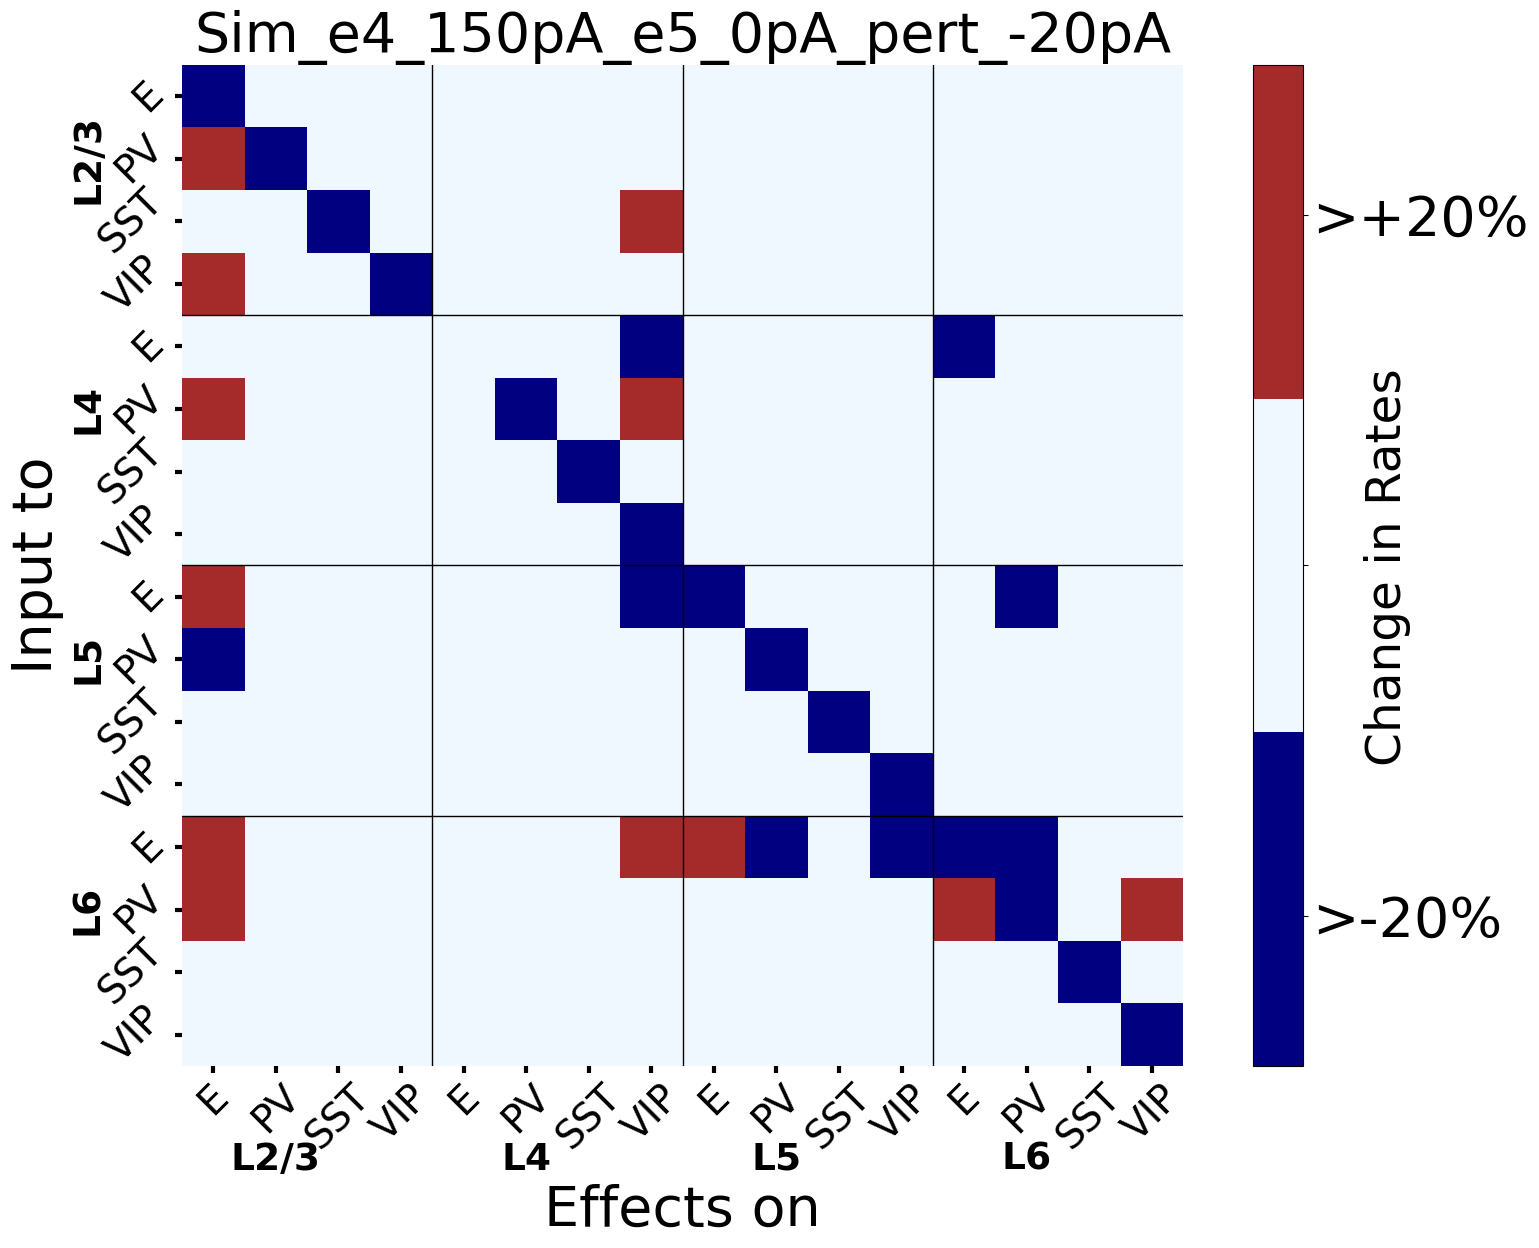 Sim_e4_150pA_e5_0pA_pert_-20pA
Input to
L2/3
E
PV
SST
VIP
L4
E
PV
SST
VIP
L5
E
PV
SST
VIP
L6
E
PV
SST
VIP
E
PV
SST
VIP
E
PV
SST
VIP
E
PV
SST
VIP
E
PV
SST
VIP
L2/3
L4
L5
L6
Effects on
>+20%
>-20%
Change in Rates